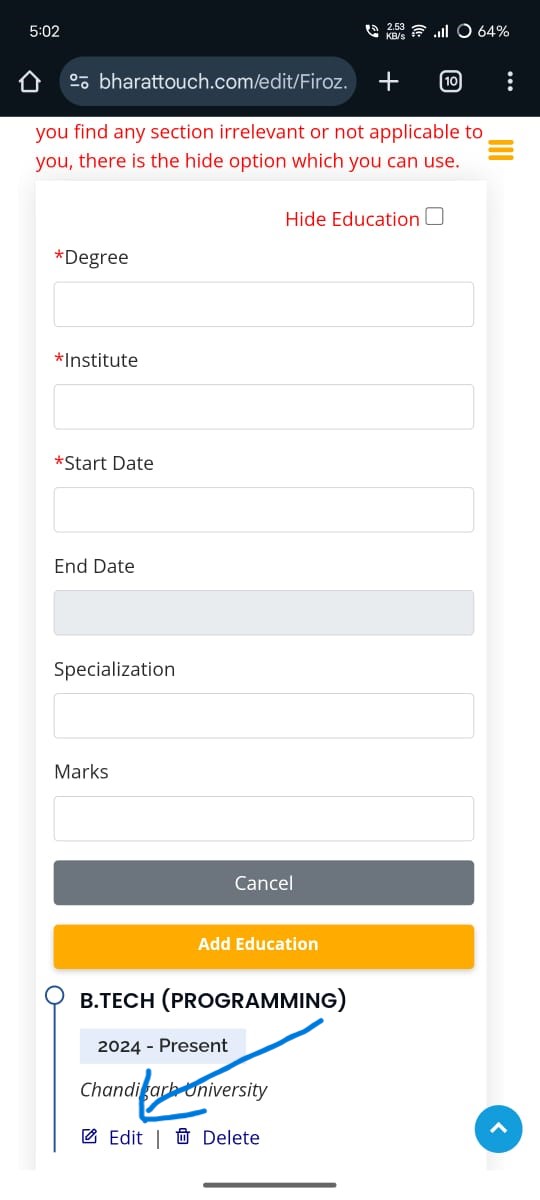 5:02
2.53 KB/s 64%
bharattouch.com/edit/Firoz. 10
you find any section irrelevant or not applicable to
you, there is the hide option which you can use.
Hide Education
*Degree
*Institute
*Start Date
End Date
Specialization
Marks
Cancel
Add Education
B.TECH (PROGRAMMING)
2024 - Present
Chandigarh University
Edit | Delete